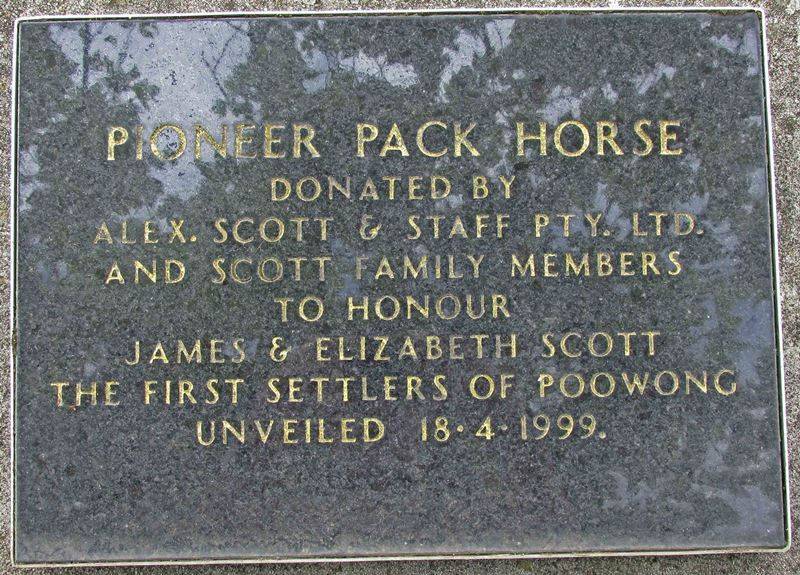 PIONEER PACK HORSE
DONATED BY
ALEX. SCOTT & STAFF PTY. LTD.
AND SCOTT FAMILY MEMBERS
TO HONOUR
JAMES & ELIZABETH SCOTT
THE FIRST SETTLERS OF POOWONG
UNVEILED 18·4·1999.